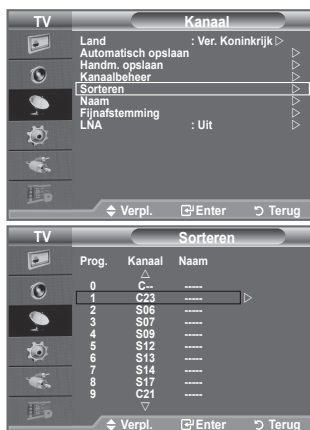 TV Kanaal
Land : Ver. Koninkrijk
Automatisch opslaan
Handm. opslaan
Kanaalbeheer
Sorteren
Naam
Fijnafstemming
LNA : Uit
Verpl. Enter Terug
TV Sorteren
Prog. Kanaal Naam
0 C-- -----
1 C23 -----
2 S06 -----
3 S07 -----
4 S09 -----
5 S12 -----
6 S13 -----
7 S14 -----
8 S17 -----
9 C21 -----
Verpl. Enter Terug